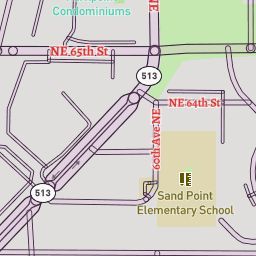 Condominiums
NE 65th St
513
NE 64th St
60th Ave NE
513
Sand Point
Elementary School